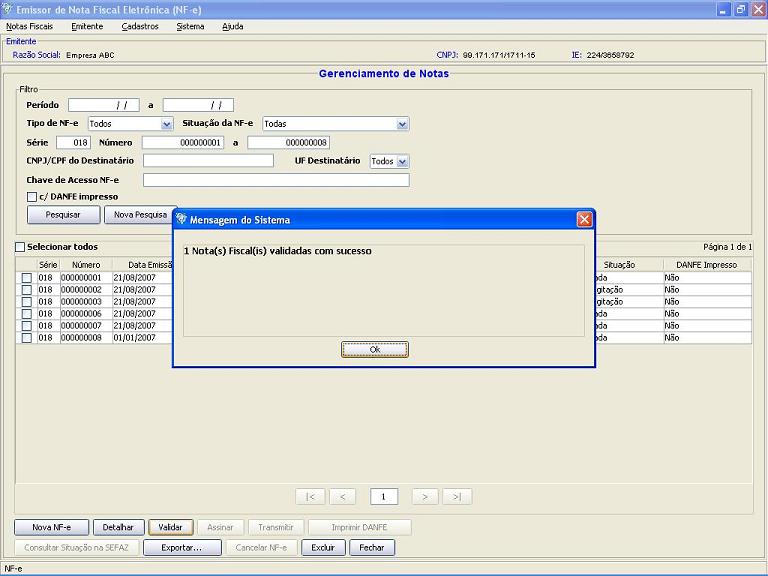 Emissor de Nota Fiscal Eletrônica (NF-e)
Notas Fiscais Emitente Cadastros Sistema Ajuda
Emitente
Razão Social: Empresa ABC CNPJ: 99.171.171/1711-15 IE: 224/3658792
Gerenciamento de Notas
Filtro
Período / / a / /
Tipo de NF-e Todos Situação da NF-e Todas
Série 018 Número 000000001 a 000000008
CNPJ/CPF do Destinatário UF Destinatário Todos
Chave de Acesso NF-e
c/ DANFE impresso
Pesquisar Nova Pesquisa
Mensagem do Sistema
1 Nota(s) Fiscal(is) validadas com sucesso
Ok
Selecionar todos Página 1 de 1
Série Número Data Emissã Situação DANFE Impresso
018 000000001 21/08/2007 ada Não
018 000000002 21/08/2007 gitação Não
018 000000003 21/08/2007 gitação Não
018 000000006 21/08/2007 ada Não
018 000000007 21/08/2007 ada Não
018 000000008 01/01/2007 ada Não
|< < 1 > >|
Nova NF-e Detalhar Validar Assinar Transmitir Imprimir DANFE
Consultar Situação na SEFAZ Exportar... Cancelar NF-e Excluir Fechar
NF-e